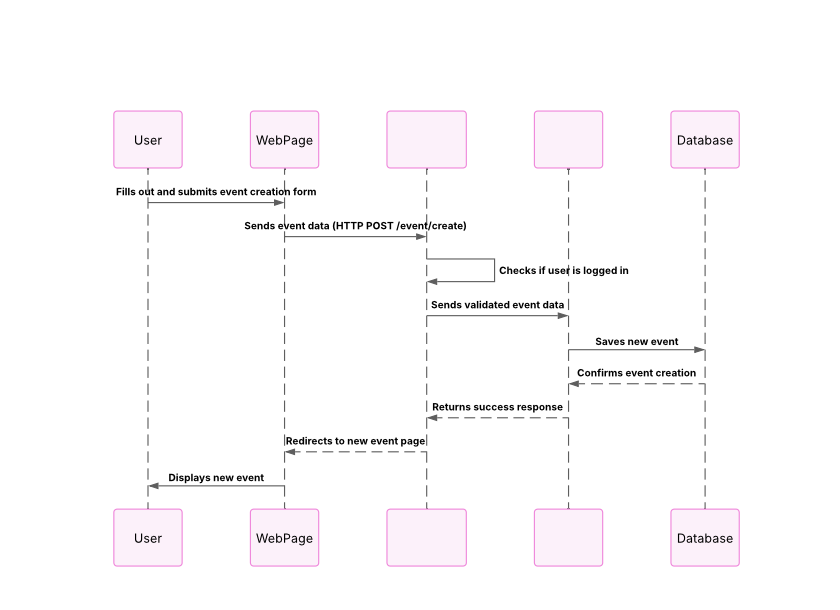 User
WebPage
Database
Fills out and submits event creation form
Sends event data (HTTP POST /event/create)
Checks if user is logged in
Sends validated event data
Saves new event
Confirms event creation
Returns success response
Redirects to new event page
Displays new event
User
WebPage
Database